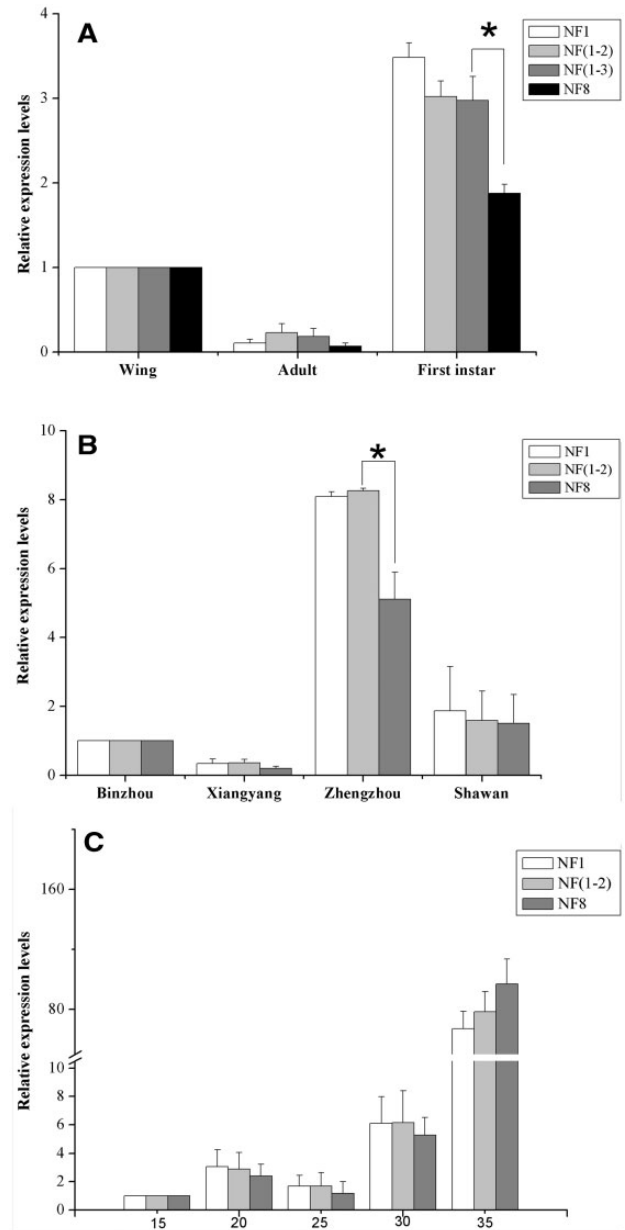 A
*
NF1
NF(1-2)
NF(1-3)
NF8
Relative expression levels
4
3
2
1
0
Wing Adult First instar
B
*
NF1
NF(1-2)
NF8
Relative expression levels
10
8
6
4
2
0
Binzhou Xiangyang Zhengzhou Shawan
C
NF1
NF(1-2)
NF8
Relative expression levels
160
80
10
8
6
4
2
0
15 20 25 30 35